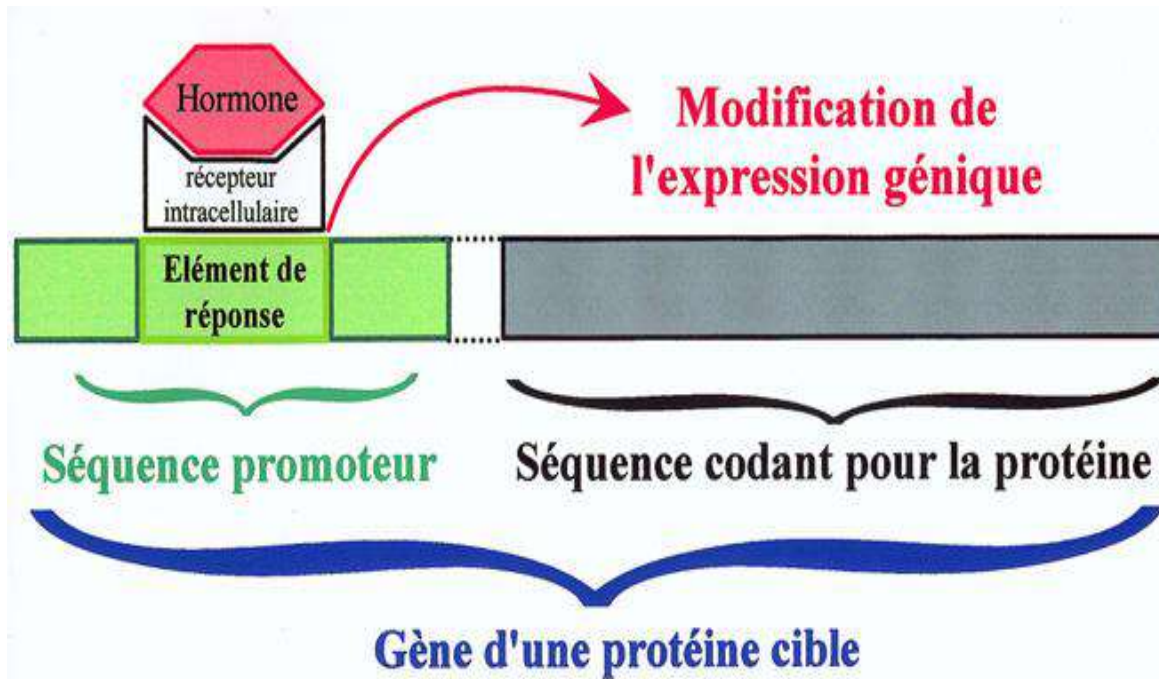 Hormone
récepteur
intracellulaire
Modification de
l'expression génique
Elément de
réponse
Séquence promoteur
Séquence codant pour la protéine
Gène d'une protéine cible